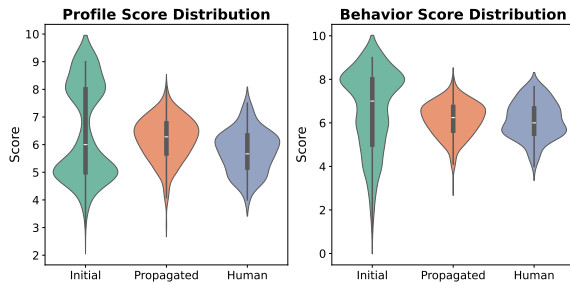 Profile Score Distribution
Score
10
9
8
7
6
5
4
3
2
Initial
Propagated
Human
Behavior Score Distribution
Score
10
8
6
4
2
0
Initial
Propagated
Human